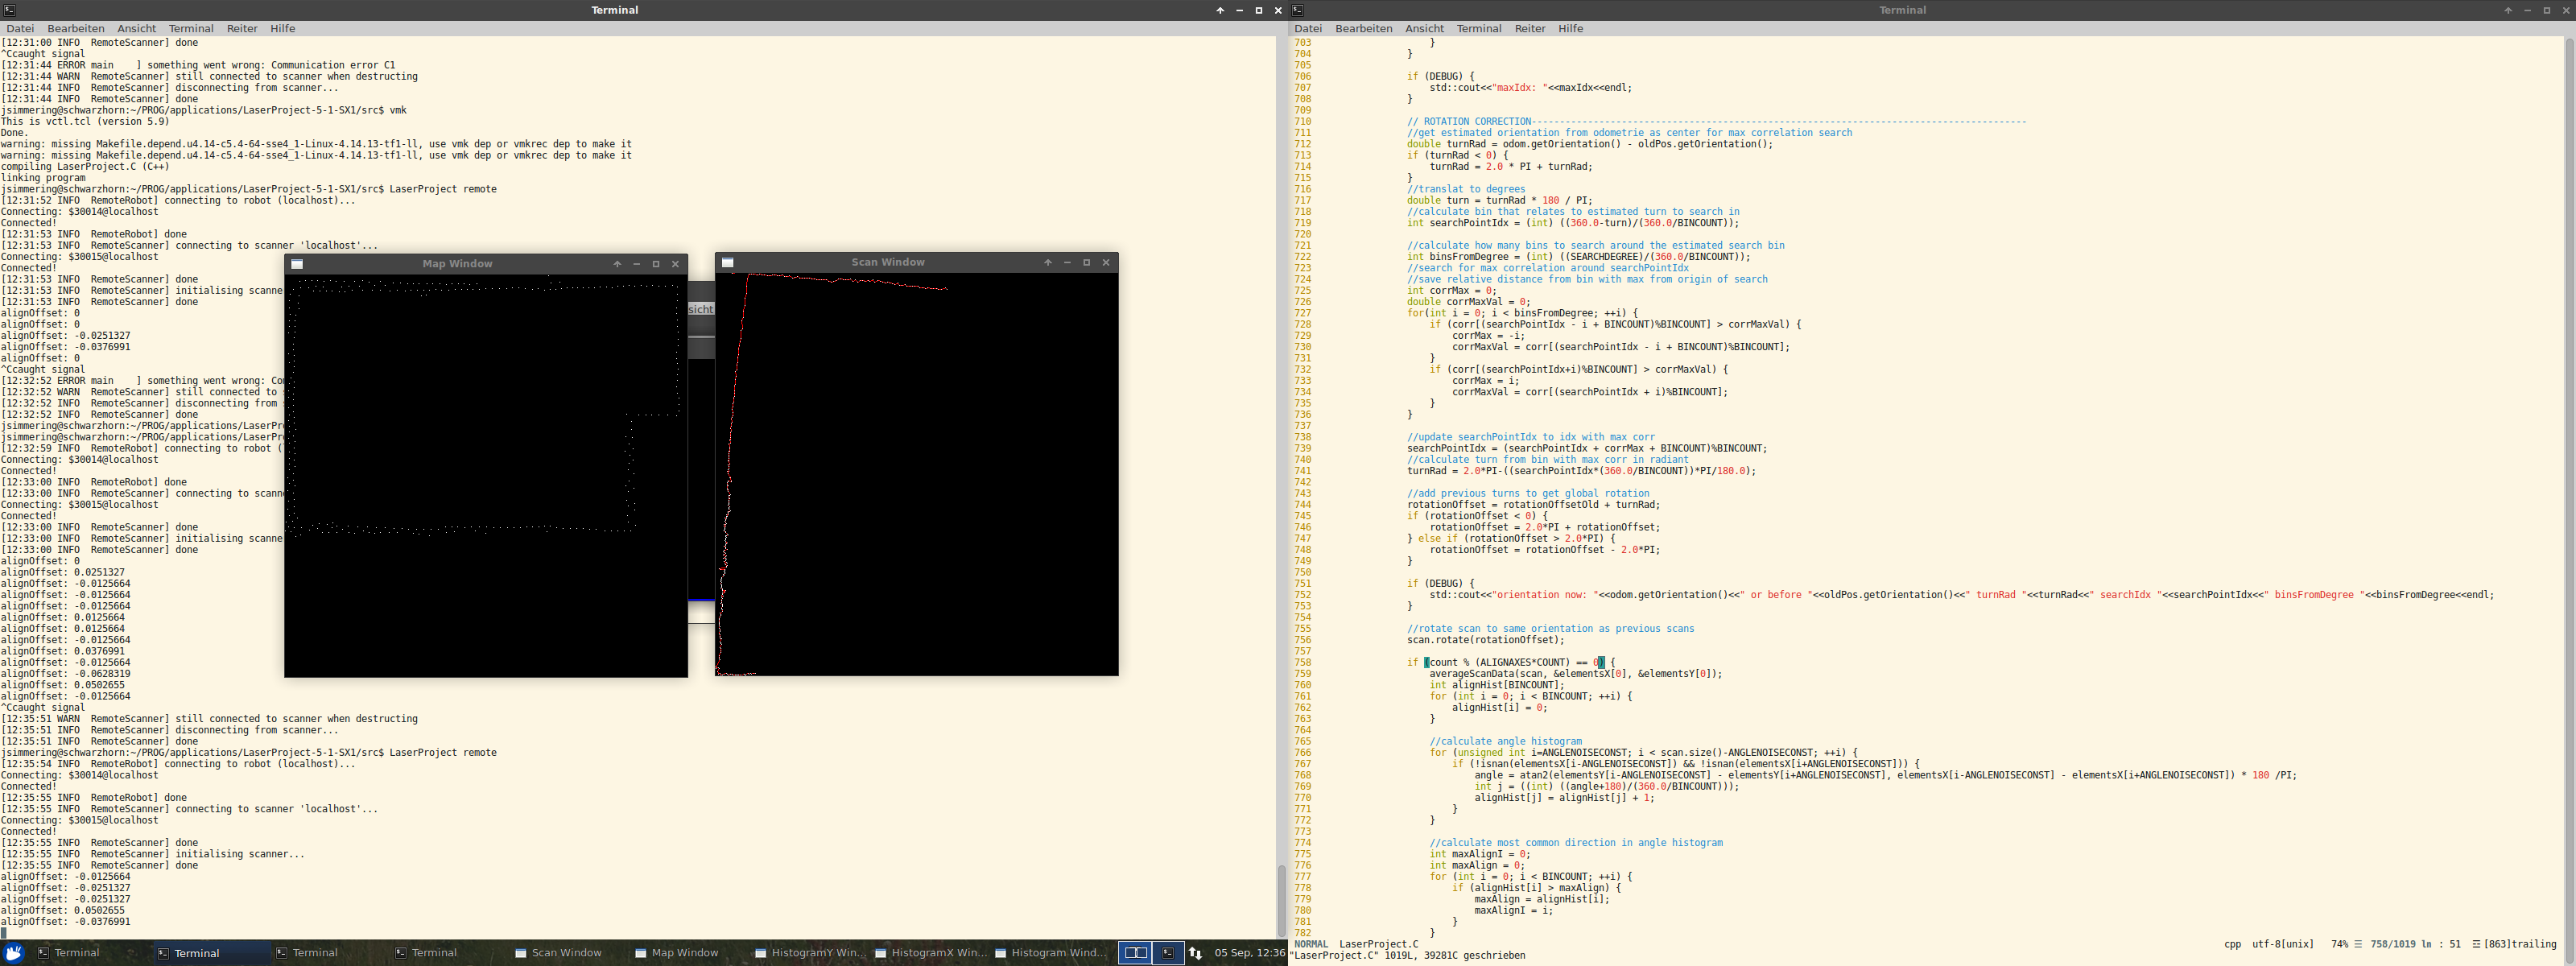 Terminal
Datei Bearbeiten Ansicht Terminal Reiter Hilfe
[12:31:00 INFO  RemoteScanner] done
^Ccaught signal
[12:31:44 ERROR main    ] something went wrong: Communication error C1
[12:31:44 WARN  RemoteScanner] still connected to scanner when destructing
[12:31:44 INFO  RemoteScanner] disconnecting from scanner...
[12:31:44 INFO  RemoteScanner] done
jsimmering@schwarzhorn:~/PROG/applications/LaserProject-5-1-SX1/src$ vmk
This is vctl.tcl (version 5.9)
Done.
warning: missing Makefile.depend.u4.14-c5.4-64-sse4_1-Linux-4.14.13-tf1-ll, use vmk dep or vmkrec dep to make it
warning: missing Makefile.depend.u4.14-c5.4-64-sse4_1-Linux-4.14.13-tf1-ll, use vmk dep or vmkrec dep to make it
compiling LaserProject.C (C++)
linking program
jsimmering@schwarzhorn:~/PROG/applications/LaserProject-5-1-SX1/src$ LaserProject remote
[12:31:52 INFO  RemoteRobot] connecting to robot (localhost)...
Connecting: $30014@localhost
Connected!
[12:31:53 INFO  RemoteRobot] done
[12:31:53 INFO  RemoteScanner] connecting to scanner 'localhost'...
Connecting: $30015@localhost
Connected!
[12:31:53 INFO  RemoteScanner] done
[12:31:53 INFO  RemoteScanner] initialising scanne
[12:31:53 INFO  RemoteScanner] done
alignOffset: 0
alignOffset: 0
alignOffset: -0.0251327
alignOffset: -0.0376991
alignOffset: 0
^Ccaught signal
[12:32:52 ERROR main    ] something went wrong: Co
[12:32:52 WARN  RemoteScanner] still connected to
[12:32:52 INFO  RemoteScanner] disconnecting from
[12:32:52 INFO  RemoteScanner] done
jsimmering@schwarzhorn:~/PROG/applications/LaserPr
jsimmering@schwarzhorn:~/PROG/applications/LaserPr
[12:32:59 INFO  RemoteRobot] connecting to robot (
Connecting: $30014@localhost
Connected!
[12:33:00 INFO  RemoteRobot] done
[12:33:00 INFO  RemoteScanner] connecting to scann
Connecting: $30015@localhost
Connected!
[12:33:00 INFO  RemoteScanner] done
[12:33:00 INFO  RemoteScanner] initialising scanne
[12:33:00 INFO  RemoteScanner] done
alignOffset: 0
alignOffset: 0.0251327
alignOffset: -0.0125664
alignOffset: -0.0125664
alignOffset: -0.0125664
alignOffset: 0.0125664
alignOffset: 0.0125664
alignOffset: -0.0125664
alignOffset: 0.0376991
alignOffset: -0.0125664
alignOffset: -0.0628319
alignOffset: 0.0502655
alignOffset: -0.0125664
^Ccaught signal
[12:35:51 WARN  RemoteScanner] still connected to scanner when destructing
[12:35:51 INFO  RemoteScanner] disconnecting from scanner...
[12:35:51 INFO  RemoteScanner] done
jsimmering@schwarzhorn:~/PROG/applications/LaserProject-5-1-SX1/src$ LaserProject remote
[12:35:54 INFO  RemoteRobot] connecting to robot (localhost)...
Connecting: $30014@localhost
Connected!
[12:35:55 INFO  RemoteRobot] done
[12:35:55 INFO  RemoteScanner] connecting to scanner 'localhost'...
Connecting: $30015@localhost
Connected!
[12:35:55 INFO  RemoteScanner] done
[12:35:55 INFO  RemoteScanner] initialising scanner...
[12:35:55 INFO  RemoteScanner] done
alignOffset: -0.0125664
alignOffset: -0.0251327
alignOffset: -0.0251327
alignOffset: 0.0502655
alignOffset: -0.0376991
Map Window
sicht
Scan Window
Terminal
Terminal
Terminal
Terminal
Scan Window
Map Window
HistogramY Win...
HistogramX Win...
Histogram Wind...
05 Sep, 12:36
Terminal
Datei Bearbeiten Ansicht Terminal Reiter Hilfe
703 }
704 }
705
706 if (DEBUG) {
707 std::cout<<"maxIdx: "<<maxIdx<<endl;
708 }
709
710 // ROTATION CORRECTION----------------------------------------------------------------------------------------
711 //get estimated orientation from odometrie as center for max correlation search
712 double turnRad = odom.getOrientation() - oldPos.getOrientation();
713 if (turnRad < 0) {
714 turnRad = 2.0 * PI + turnRad;
715 }
716 //translat to degrees
717 double turn = turnRad * 180 / PI;
718 //calculate bin that relates to estimated turn to search in
719 int searchPointIdx = (int) ((360.0-turn)/(360.0/BINCOUNT));
720
721 //calculate how many bins to search around the estimated search bin
722 int binsFromDegree = (int) ((SEARCHDEGREE)/(360.0/BINCOUNT);
723 //search for max correlation around searchPointIdx
724 //save relative distance from bin with max from origin of search
725 int corrMax = 0;
726 double corrMaxVal = 0;
727 for(int i = 0; i < binsFromDegree; ++i) {
728 if (corr[(searchPointIdx - i + BINCOUNT)%BINCOUNT] > corrMaxVal) {
729 corrMax = -i;
730 corrMaxVal = corr[(searchPointIdx - i + BINCOUNT)%BINCOUNT];
731 }
732 if (corr[(searchPointIdx+i)%BINCOUNT] > corrMaxVal) {
733 corrMax = i;
734 corrMaxVal = corr[(searchPointIdx + i)%BINCOUNT];
735 }
736 }
737
738 //update searchPointIdx to idx with max corr
739 searchPointIdx = (searchPointIdx + corrMax + BINCOUNT)%BINCOUNT;
740 //calculate turn from bin with max corr in radiant
741 turnRad = 2.0*PI-((searchPointIdx*(360.0/BINCOUNT))*PI/180.0);
742
743 //add previous turns to get global rotation
744 rotationOffset = rotationOffsetOld + turnRad;
745 if (rotationOffset < 0) {
746 rotationOffset = 2.0*PI + rotationOffset;
747 } else if (rotationOffset > 2.0*PI) {
748 rotationOffset = rotationOffset - 2.0*PI;
749 }
750
751 if (DEBUG) {
752 std::cout<<"orientation now: "<<odom.getOrientation()<<" or before "<<oldPos.getOrientation()<<" turnRad "<<turnRad<<" searchIdx "<<searchPointIdx<<" binsFromDegree "<<binsFromDegree<<endl;
753 }
754
755 //rotate scan to same orientation as previous scans
756 scan.rotate(rotationOffset);
757
758 if (count % (ALIGNAXES*COUNT) == 0) {
759 averageScanData(scan, &elementsX[0], &elementsY[0]);
760 int alignHist[BINCOUNT];
761 for (int i = 0; i < BINCOUNT; ++i) {
762 alignHist[i] = 0;
763 }
764
765 //calculate angle histogram
766 for (unsigned int i=ANGLENOISECONST; i < scan.size()-ANGLENOISECONST; ++i) {
767 if (!isnan(elementsX[i-ANGLENOISECONST]) && !isnan(elementsX[i+ANGLENOISECONST])) {
768 angle = atan2(elementsY[i-ANGLENOISECONST] - elementsY[i+ANGLENOISECONST], elementsX[i-ANGLENOISECONST] - elementsX[i+ANGLENOISECONST]) * 180 /PI;
769 int j = ((int) ((angle+180)/(360.0/BINCOUNT)));
770 alignHist[j] = alignHist[j] + 1;
771 }
772 }
773
774 //calculate most common direction in angle histogram
775 int maxAlignI = 0;
776 int maxAlign = 0;
777 for (int i = 0; i < BINCOUNT; ++i) {
778 if (alignHist[i] > maxAlign) {
779 maxAlign = alignHist[i];
780 maxAlignI = i;
781 }
782 }
NORMAL LaserProject.C cpp utf-8[unix] 74% ☰ 758/1019 ln : 51 Ξ [863]trailing
"LaserProject.C" 1019L, 39281C geschrieben